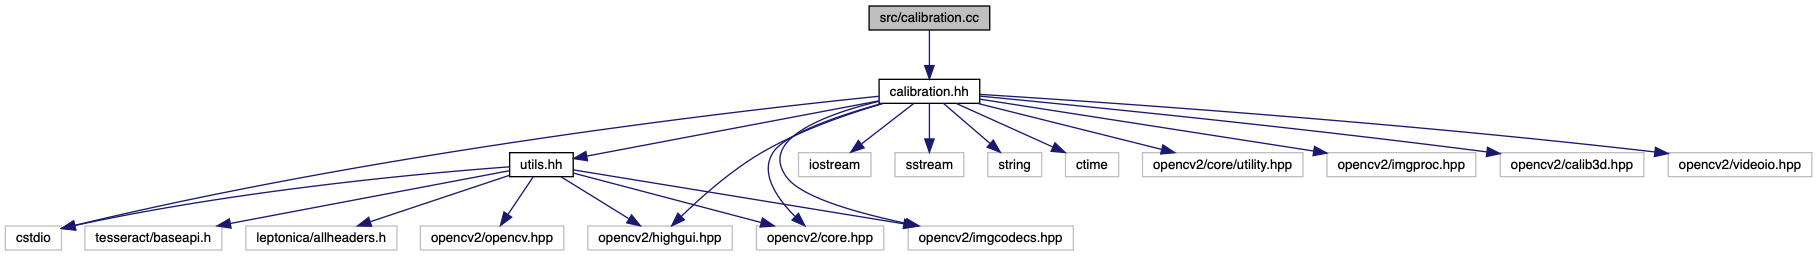 src/calibration.cc
calibration.hh
utils.hh
iostream
sstream
string
ctime
opencv2/core/utility.hpp
opencv2/imgproc.hpp
opencv2/calib3d.hpp
opencv2/videoio.hpp
cstdio
tesseract/baseapi.h
leptonica/allheaders.h
opencv2/opencv.hpp
opencv2/highgui.hpp
opencv2/core.hpp
opencv2/imgcodecs.hpp